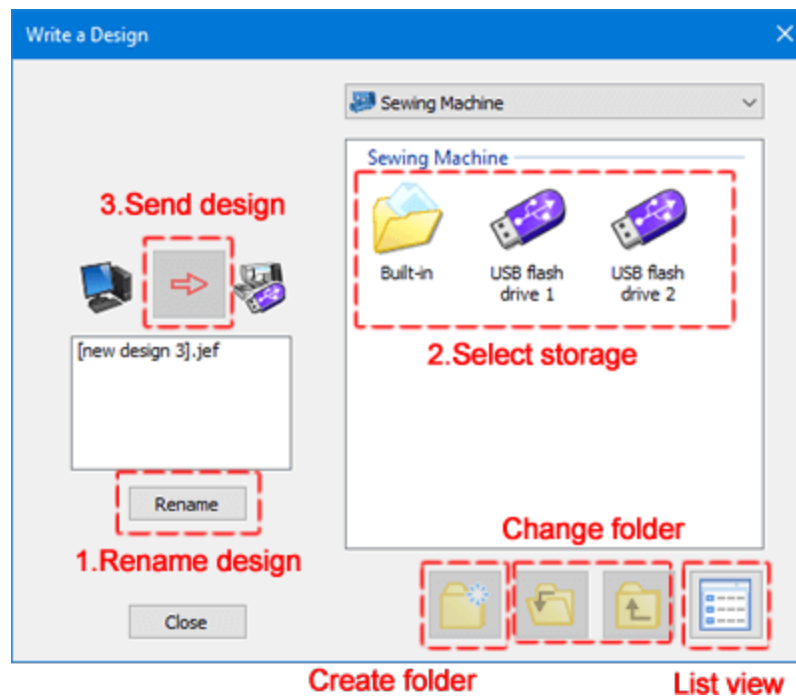 Write a Design
Sewing Machine
Sewing Machine
3.Send design
Built-in
USB flash
drive 1
USB flash
drive 2
[new design 3].jef
2.Select storage
Rename
Change folder
1.Rename design
Close
Create folder
List view